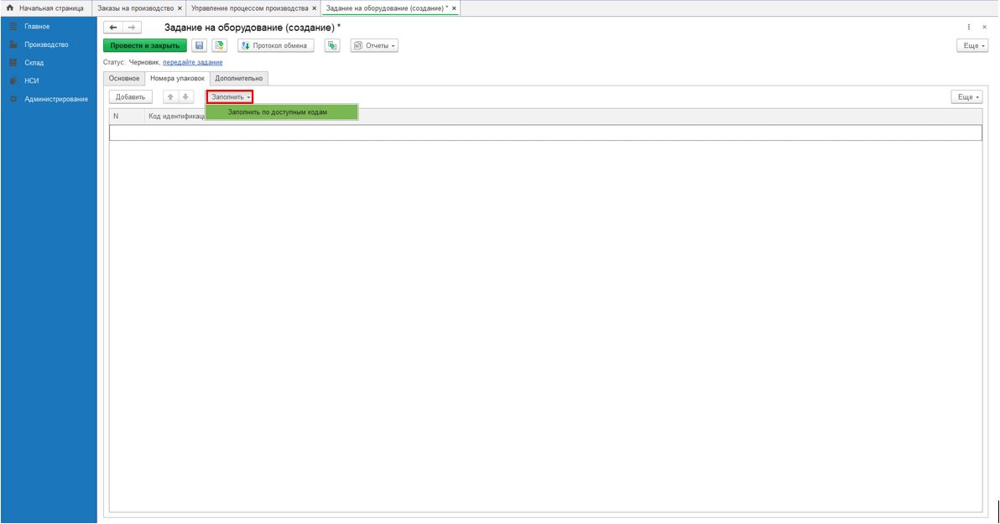 Начальная страница
Заказы на производство ×
Управление процессом производства ×
Задание на оборудование (создание) * ×
Главное
Производство
Склад
НСИ
Администрирование
Задание на оборудование (создание) *
Провести и закрыть
Протокол обмена
Отчеты
Еще
Статус: Черновик, передайте задание
Основное
Номера упаковок
Дополнительно
Добавить
Заполнить
Еще
Заполнить по доступным кодам
N
Код идентификац